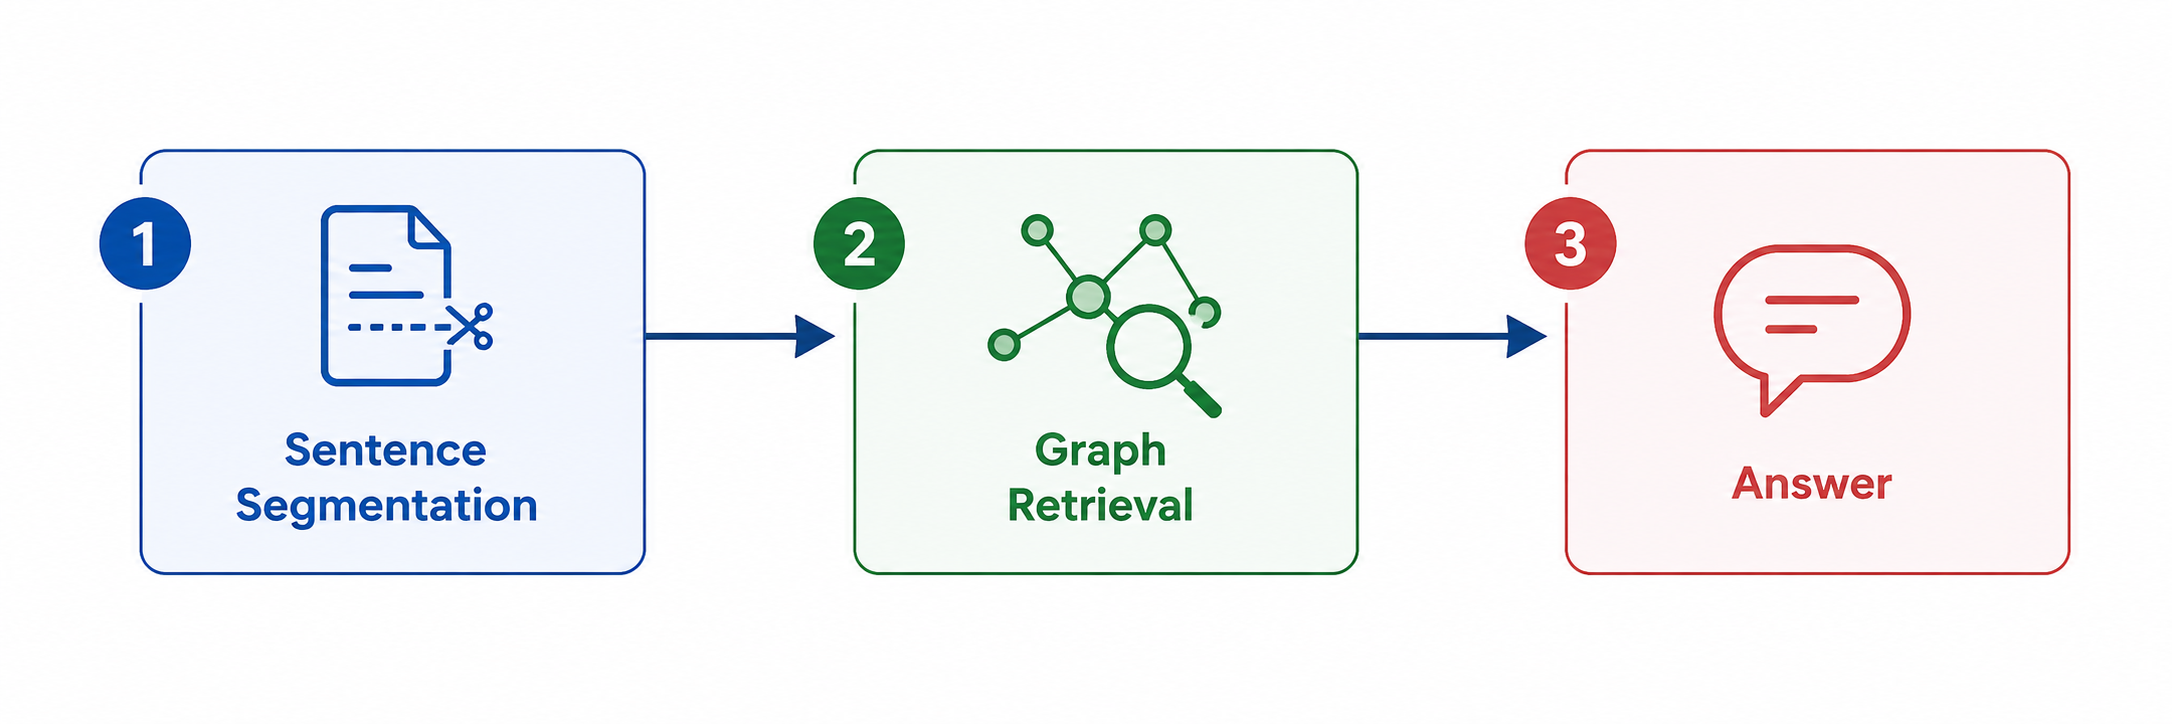 1
Sentence
Segmentation
2
Graph
Retrieval
3
Answer